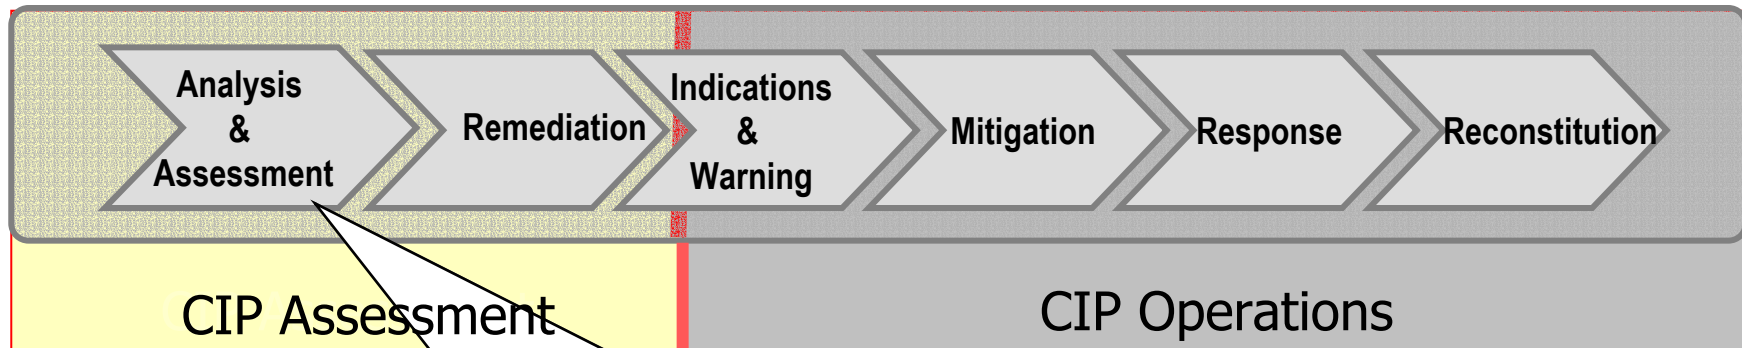 Analysis
&
Assessment
Remediation
Indications
&
Warning
Mitigation
Response
Reconstitution
CIP Assessment
CIP Operations